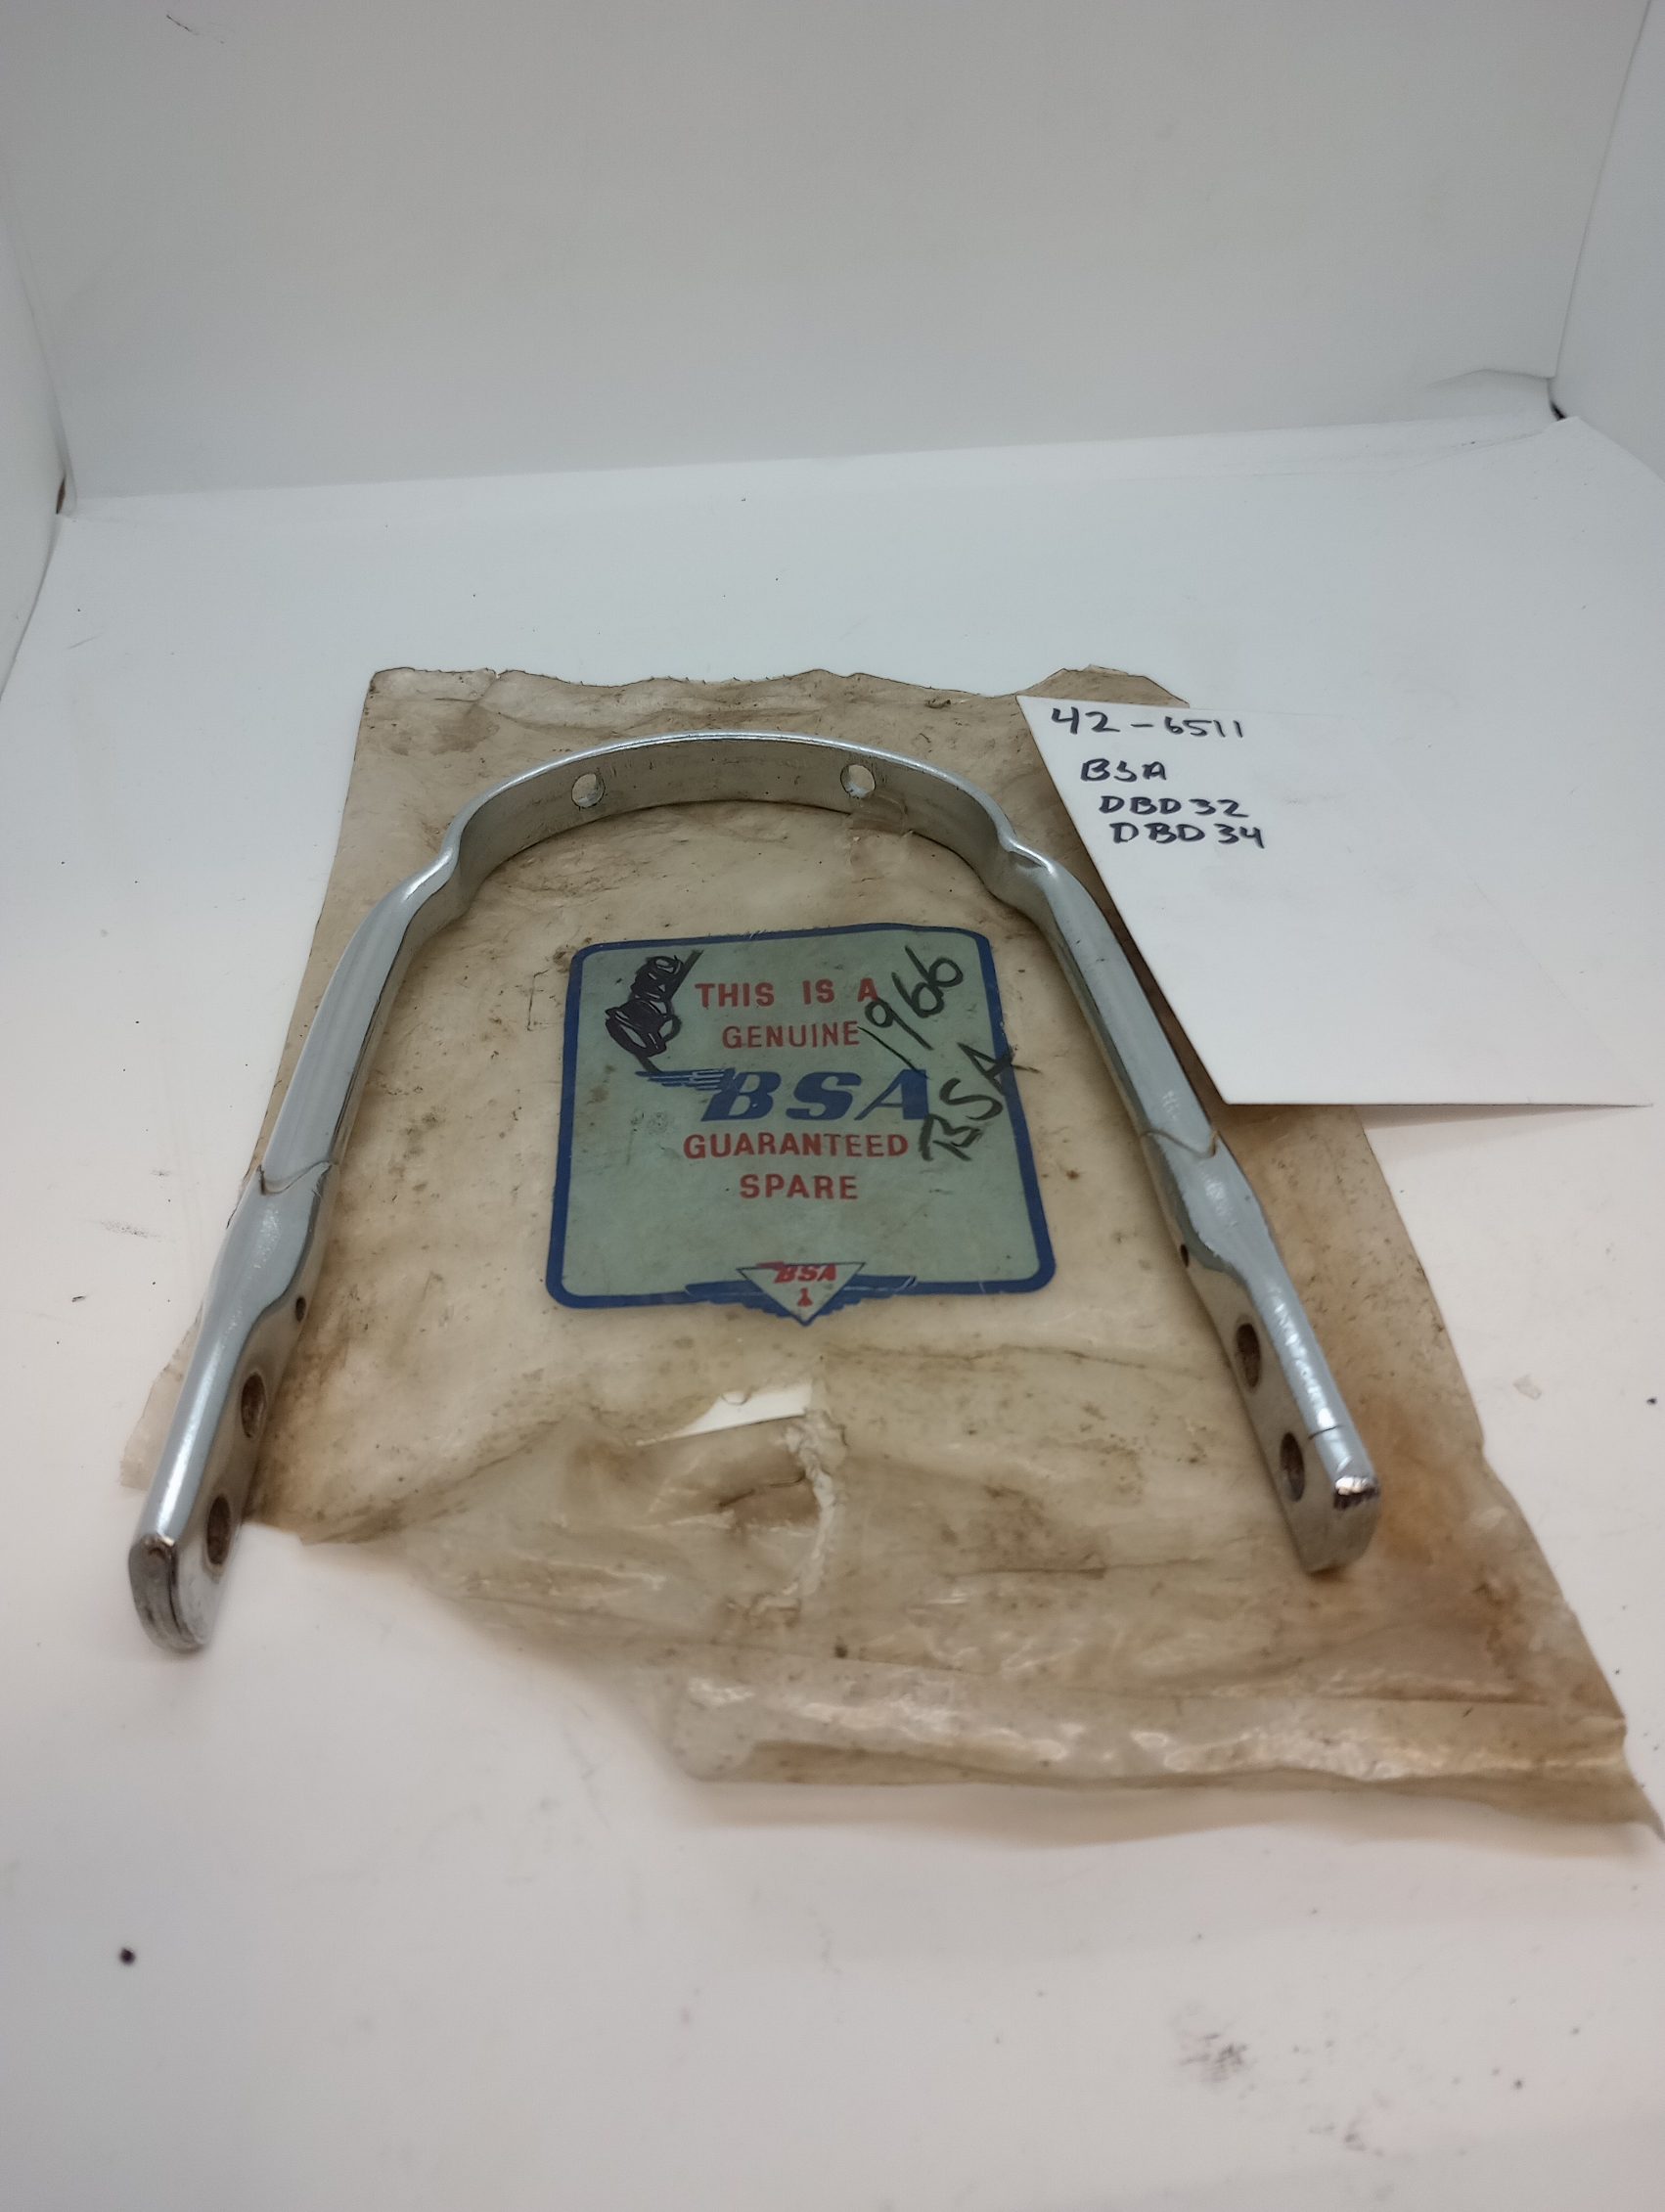 42-6511
BSA
DBD32
DBD34
THIS IS A
GENUINE
BSA
GUARANTEED
SPARE
1966
BSA
BSA